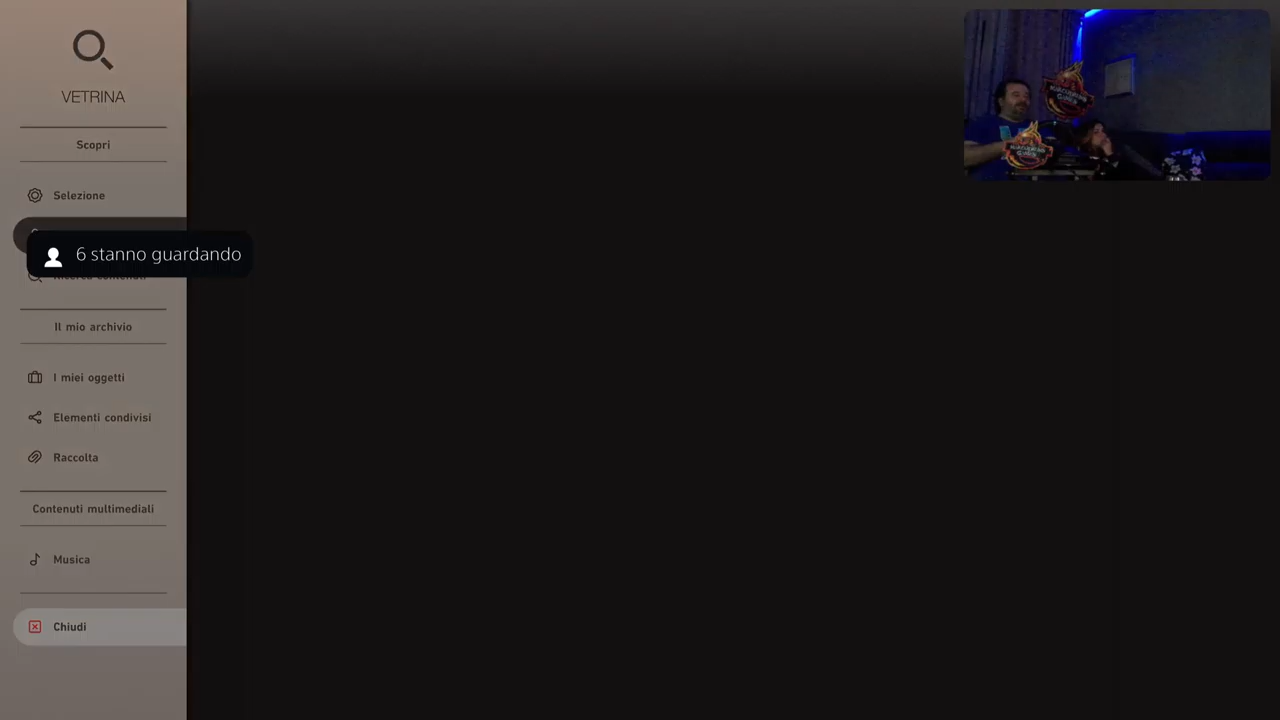 VETRINA
Scopri
Selezione
6 stanno guardando
Il mio archivio
I miei oggetti
Elementi condivisi
Raccolta
Contenuti multimediali
Musica
Chiudi